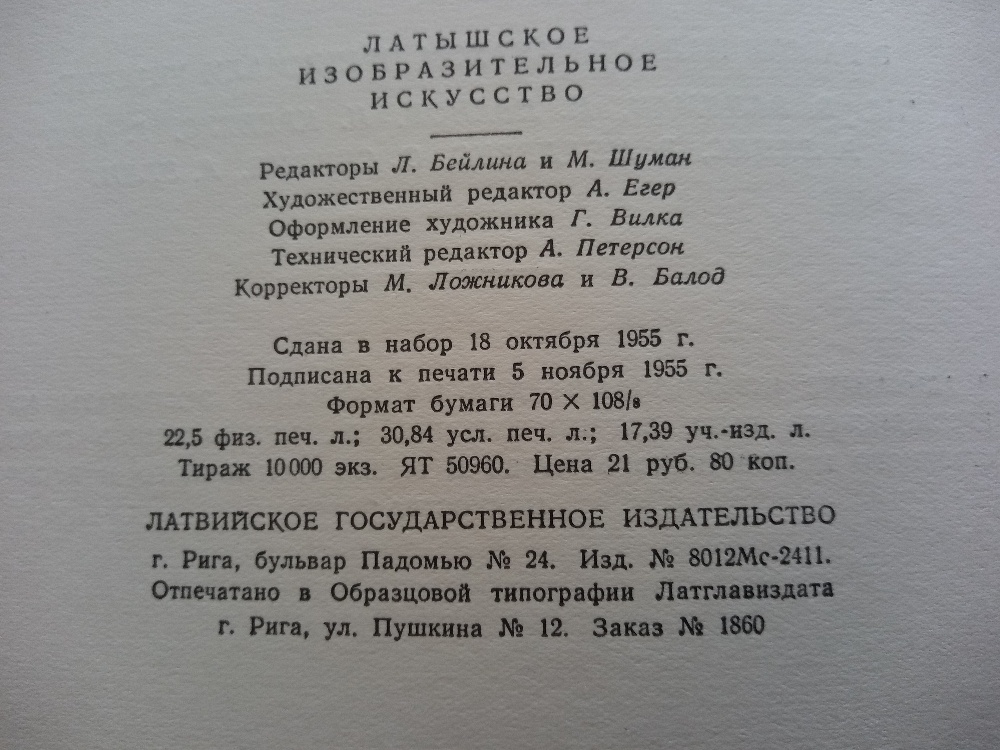 ЛАТЫШСКОЕ
ИЗОБРАЗИТЕЛЬНОЕ
ИСКУССТВО
Редакторы Л. Бейлина и М. Шуман
Художественный редактор А. Егер
Оформление художника Г. Вилка
Технический редактор А. Петерсон
Корректоры М. Ложникова и В. Балод
Сдана в набор 18 октября 1955 г.
Подписана к печати 5 ноября 1955 г.
Формат бумаги 70 × 108/8
22,5 физ. печ. л.; 30,84 усл. печ. л.; 17,39 уч.-изд. л.
Тираж 10 000 экз. ЯТ 50960. Цена 21 руб. 80 коп.
ЛАТВИЙСКОЕ ГОСУДАРСТВЕННОЕ ИЗДАТЕЛЬСТВО
г. Рига, бульвар Падомью № 24. Изд. № 8012Мс-2411.
Отпечатано в Образцовой типографии Латглавиздата
г. Рига, ул. Пушкина № 12. Заказ № 1860